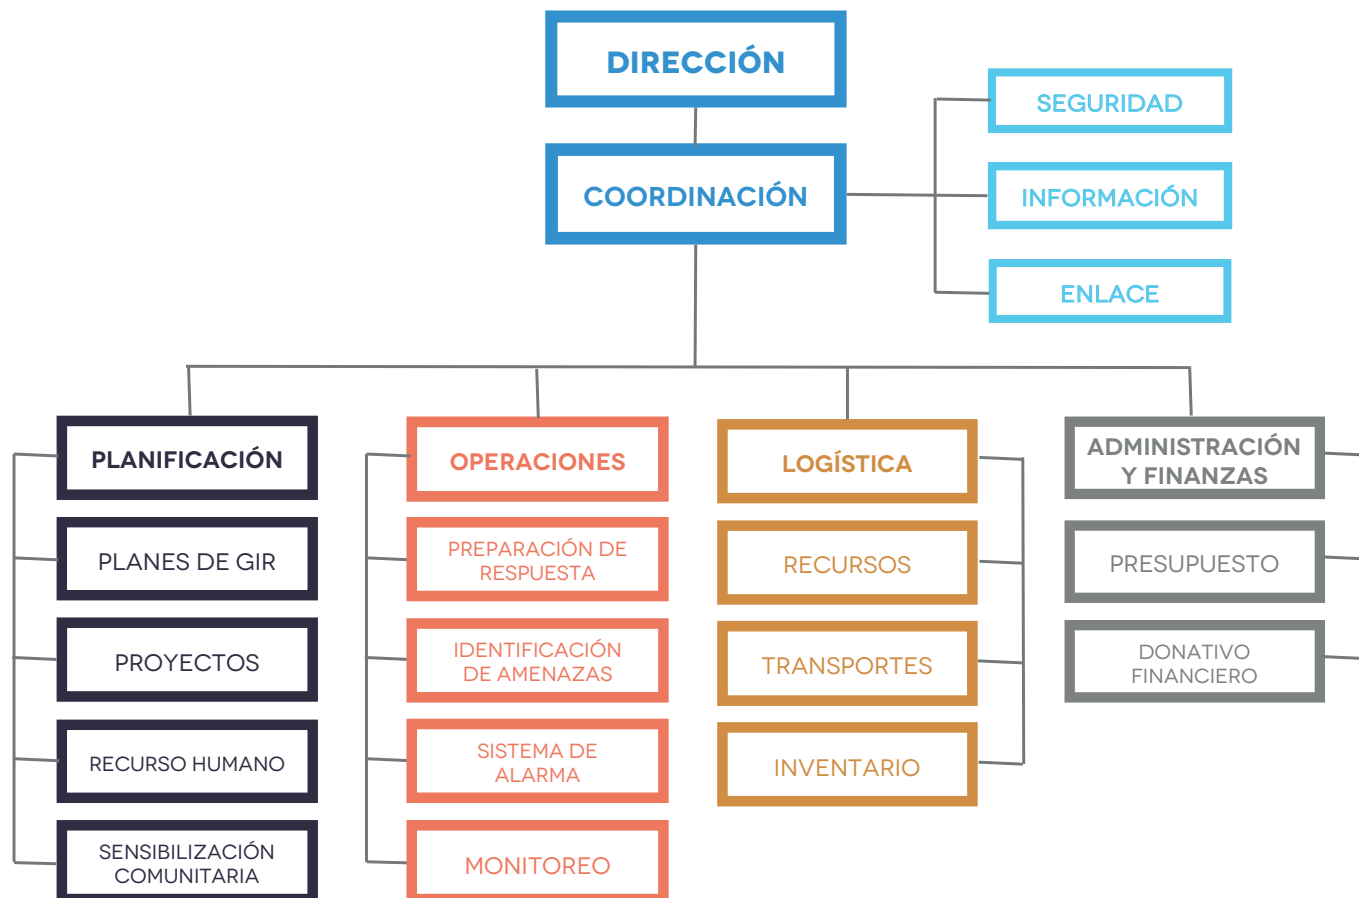 DIRECCIÓN
COORDINACIÓN
SEGURIDAD
INFORMACIÓN
ENLACE
PLANIFICACIÓN
PLANES DE GIR
PROYECTOS
RECURSO HUMANO
SENSIBILIZACIÓN
COMUNITARIA
OPERACIONES
PREPARACIÓN DE
RESPUESTA
IDENTIFICACIÓN
DE AMENAZAS
SISTEMA DE
ALARMA
MONITOREO
LOGÍSTICA
RECURSOS
TRANSPORTES
INVENTARIO
ADMINISTRACIÓN
Y FINANZAS
PRESUPUESTO
DONATIVO
FINANCIERO